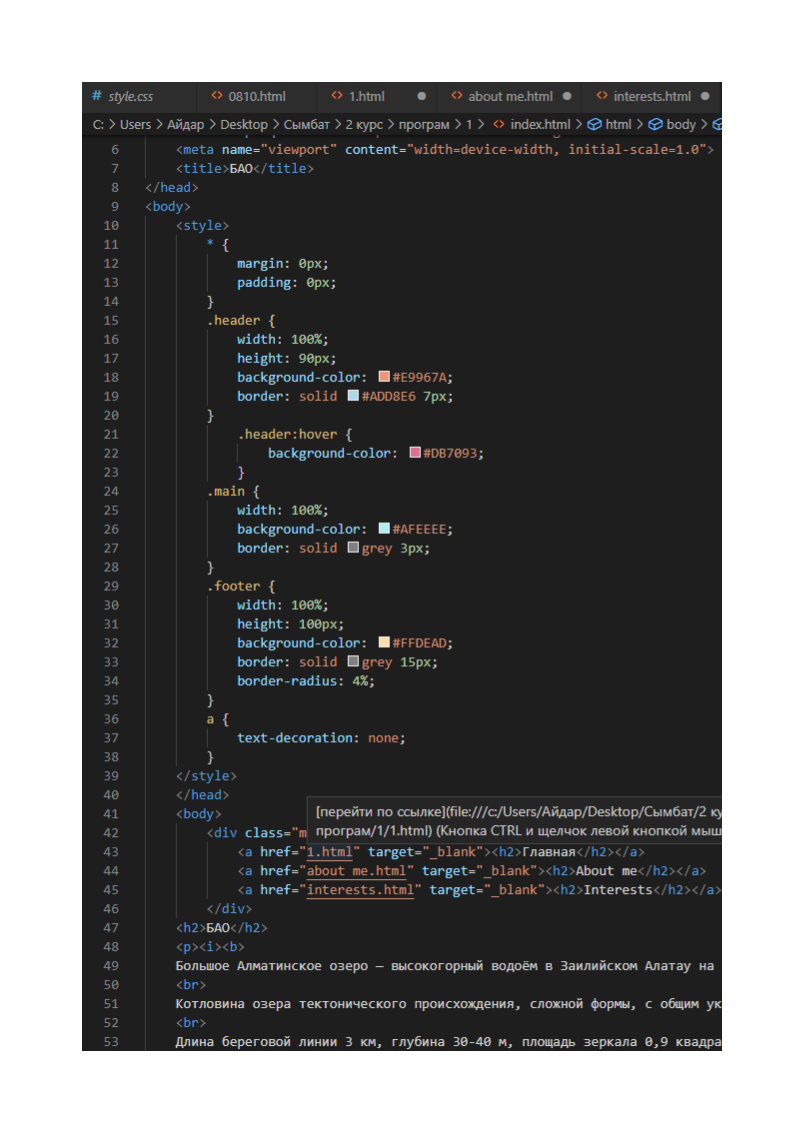 # style.css <> 0810.html <> 1.html ● <> about me.html ● <> interests.html ●
C: > Users > Айдар > Desktop > Сымбат > 2 курс > програм > 1 > <> index.html > html > body >
6 <meta name="viewport" content="width=device-width, initial-scale=1.0">
7 <title>БАО</title>
8 </head>
9 <body>
10 <style>
11 * {
12 margin: 0px;
13 padding: 0px;
14 }
15 .header {
16 width: 100%;
17 height: 90px;
18 background-color: #E9967A;
19 border: solid #ADD8E6 7px;
20 }
21 .header:hover {
22 background-color: #DB7093;
23 }
24 .main {
25 width: 100%;
26 background-color: #AFEEEE;
27 border: solid grey 3px;
28 }
29 .footer {
30 width: 100%;
31 height: 100px;
32 background-color: #FFDEAD;
33 border: solid grey 15px;
34 border-radius: 4%;
35 }
36 a {
37 text-decoration: none;
38 }
39 </style>
40 </head>
[перейти по ссылке](file:///c:/Users/Айдар/Desktop/Сымбат/2 ку
41 <body>
42 <div class="m програм/1/1.html) (Кнопка CTRL и щелчок левой кнопкой мыш
43 <a href="1.html" target="_blank"><h2>Главная</h2></a>
44 <a href="about me.html" target="_blank"><h2>About me</h2></a>
45 <a href="interests.html" target="_blank"><h2>Interests</h2></a>
46 </div>
47 <h2>БАО</h2>
48 <p><i><b>
49 Большое Алматинское озеро — высокогорный водоём в Заилийском Алатау на
50 <br>
51 Котловина озера тектонического происхождения, сложной формы, с общим ук
52 <br>
53 Длина береговой линии 3 км, глубина 30-40 м, площадь зеркала 0,9 квадра